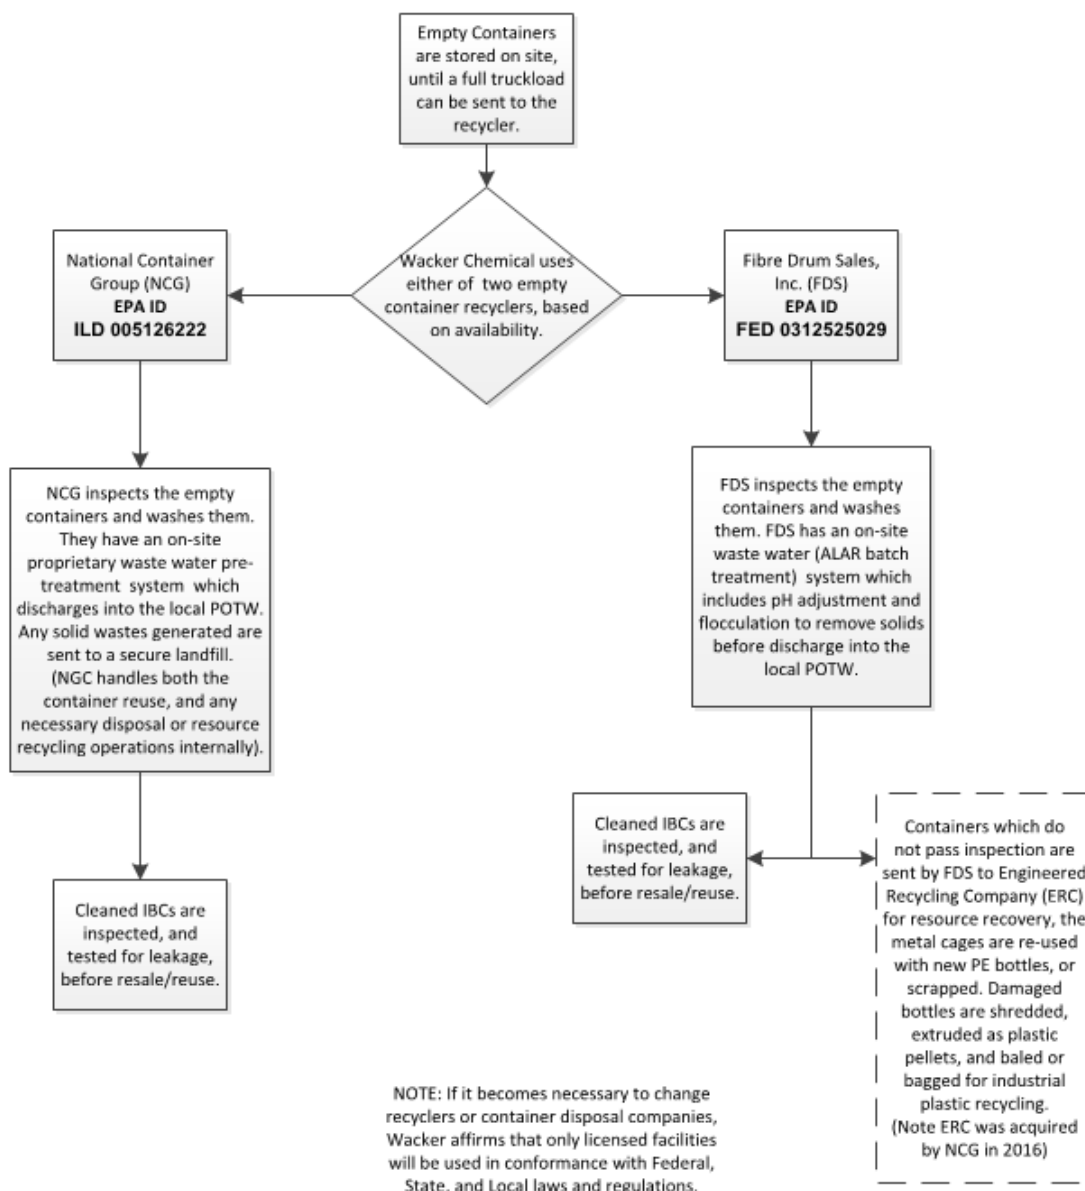 Empty Containers
are stored on site,
until a full truckload
can be sent to the
recycler.
Wacker Chemical uses
either of two empty
container recyclers, based
on availability.
National Container
Group (NCG)
EPA ID
ILD 005126222
Fibre Drum Sales,
Inc. (FDS)
EPA ID
FED 0312525029
NCG inspects the empty
containers and washes them.
They have an on-site
proprietary waste water pre-
treatment system which
discharges into the local POTW.
Any solid wastes generated are
sent to a secure landfill.
(NGC handles both the
container reuse, and any
necessary disposal or resource
recycling operations internally).
FDS inspects the empty
containers and washes
them. FDS has an on-site
waste water (ALAR batch
treatment) system which
includes pH adjustment and
flocculation to remove solids
before discharge into the
local POTW.
Cleaned IBCs are
inspected, and
tested for leakage,
before resale/reuse.
Cleaned IBCs are
inspected, and
tested for leakage,
before resale/reuse.
Containers which do
not pass inspection are
sent by FDS to Engineered
Recycling Company (ERC)
for resource recovery, the
metal cages are re-used
with new PE bottles, or
scrapped. Damaged
bottles are shredded,
extruded as plastic
pellets, and baled or
bagged for industrial
plastic recycling.
(Note ERC was acquired
by NCG in 2016)
NOTE: If it becomes necessary to change
recyclers or container disposal companies,
Wacker affirms that only licensed facilities
will be used in conformance with Federal,
State, and Local laws and regulations.